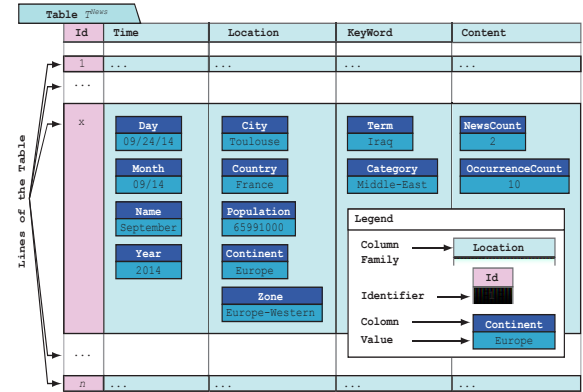 Table T^News
Id Time Location KeyWord Content
1 ... ... ... ...
...
x
Day City Term NewsCount
09/24/14 Toulouse Iraq 2
Month Country Category OccurrenceCount
09/14 France Middle-East 10
Name Population
September 65991000
Year Continent
2014 Europe
Zone
Europe-Western
Legend
Column Family
Location
Id
Identifier
Colomn Continent
Value Europe
...
n ... ... ... ...
Lines of the Table